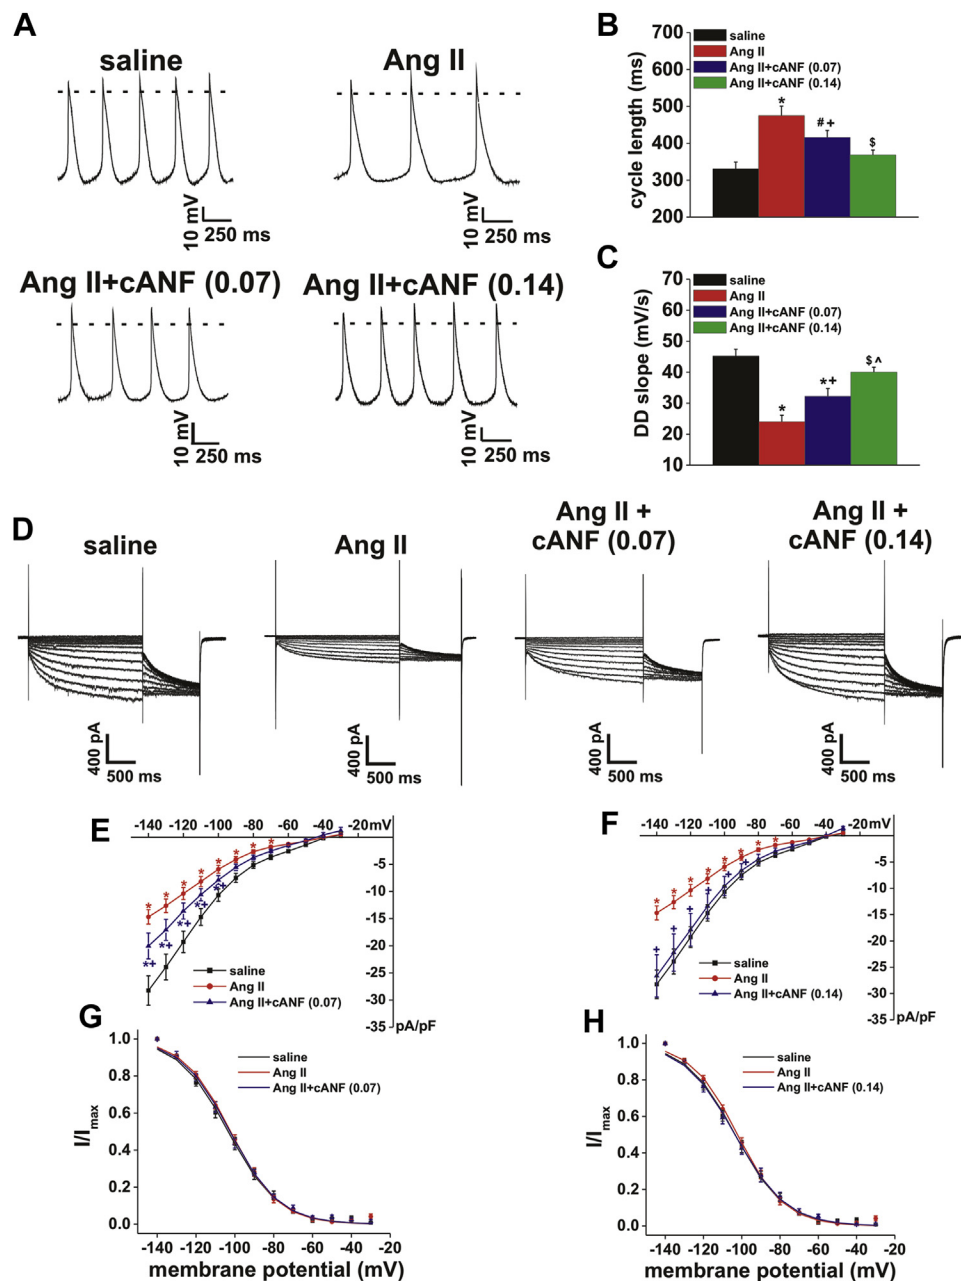 A
saline
Ang II
10 mV
250 ms
10 mV
250 ms
Ang II+cANF (0.07)
Ang II+cANF (0.14)
10 mV
250 ms
10 mV
250 ms
B
700
600
500
400
300
200
cycle length (ms)
saline
Ang II
Ang II+cANF (0.07)
Ang II+cANF (0.14)
*
#+
$
C
70
60
50
40
30
20
10
DD slope (mV/s)
saline
Ang II
Ang II+cANF (0.07)
Ang II+cANF (0.14)
*
*+
$^
D
saline
Ang II
Ang II +
cANF (0.07)
Ang II +
cANF (0.14)
400 pA
500 ms
400 pA
500 ms
400 pA
500 ms
400 pA
500 ms
E
-140 -120 -100 -80 -60 -40 -20 mV
-5
-10
-15
-20
-25
-30
-35
pA/pF
* * * * * * * *
*+ *+ *+ *+ *+
saline
Ang II
Ang II+cANF (0.07)
F
-140 -120 -100 -80 -60 -40 -20 mV
-5
-10
-15
-20
-25
-30
-35
pA/pF
* * * * * * * *
+ + + + + +
saline
Ang II
Ang II+cANF (0.14)
G
1.0
0.8
0.6
0.4
0.2
0.0
I/Imax
saline
Ang II
Ang II+cANF (0.07)
-140 -120 -100 -80 -60 -40 -20
membrane potential (mV)
H
1.0
0.8
0.6
0.4
0.2
0.0
I/Imax
saline
Ang II
Ang II+cANF (0.14)
-140 -120 -100 -80 -60 -40 -20
membrane potential (mV)